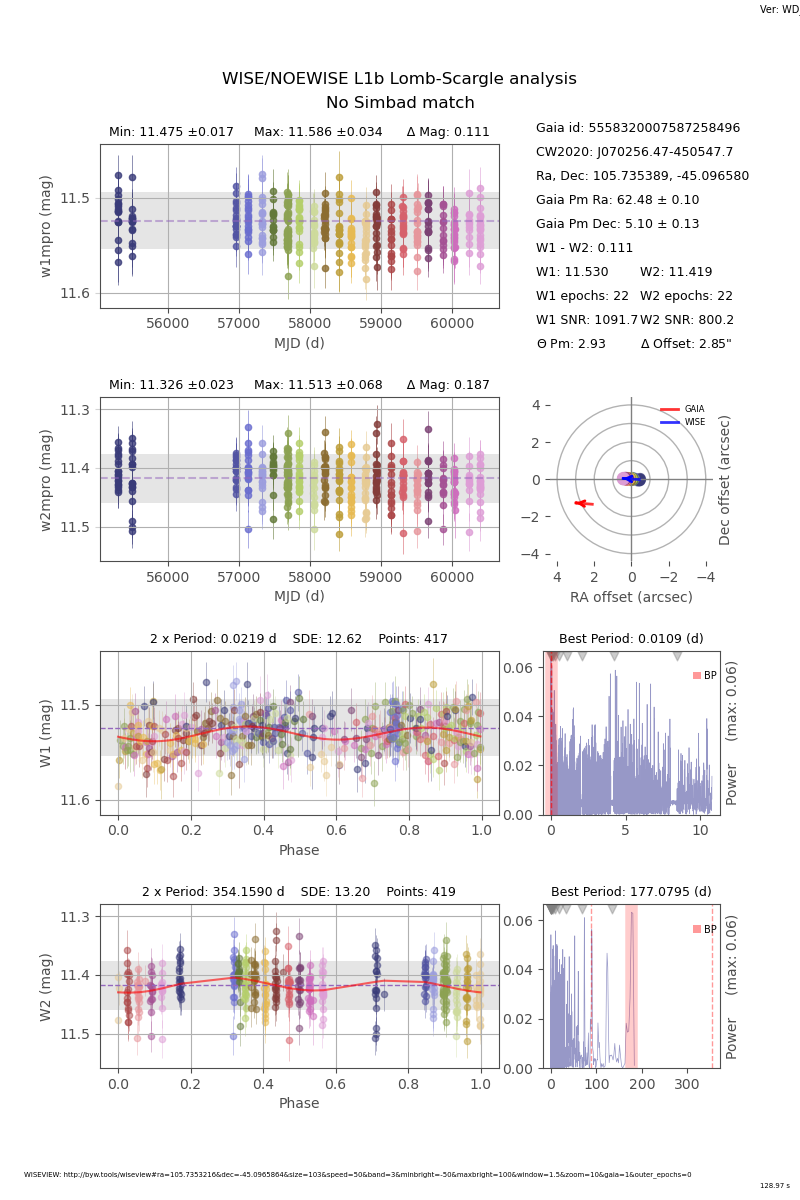 Ver: WD_
WISE/NOEWISE L1b Lomb-Scargle analysis
No Simbad match
Min: 11.475 ±0.017 Max: 11.586 ±0.034 Δ Mag: 0.111
11.5
11.6
w1mpro (mag)
56000 57000 58000 59000 60000
MJD (d)
Gaia id: 5558320007587258496
CW2020: J070256.47-450547.7
Ra, Dec: 105.735389, -45.096580
Gaia Pm Ra: 62.48 ± 0.10
Gaia Pm Dec: 5.10 ± 0.13
W1 - W2: 0.111
W1: 11.530 W2: 11.419
W1 epochs: 22 W2 epochs: 22
W1 SNR: 1091.7 W2 SNR: 800.2
Θ Pm: 2.93 Δ Offset: 2.85"
Min: 11.326 ±0.023 Max: 11.513 ±0.068 Δ Mag: 0.187
11.3
11.4
11.5
w2mpro (mag)
56000 57000 58000 59000 60000
MJD (d)
GAIA
WISE
4
2
0
−2
−4
4 2 0 −2 −4
RA offset (arcsec)
Dec offset (arcsec)
2 x Period: 0.0219 d SDE: 12.62 Points: 417
11.5
11.6
W1 (mag)
0.0 0.2 0.4 0.6 0.8 1.0
Phase
Best Period: 0.0109 (d)
BP
0.06
0.04
0.02
0.00
0 5 10
Power (max: 0.06)
2 x Period: 354.1590 d SDE: 13.20 Points: 419
11.3
11.4
11.5
W2 (mag)
0.0 0.2 0.4 0.6 0.8 1.0
Phase
Best Period: 177.0795 (d)
BP
0.06
0.04
0.02
0.00
0 100 200 300
Power (max: 0.06)
WISEVIEW: http://byw.tools/wiseview#ra=105.7353216&dec=-45.0965864&size=103&speed=50&band=3&minbright=-50&maxbright=100&window=1.5&zoom=10&gaia=1&outer_epochs=0
128.97 s